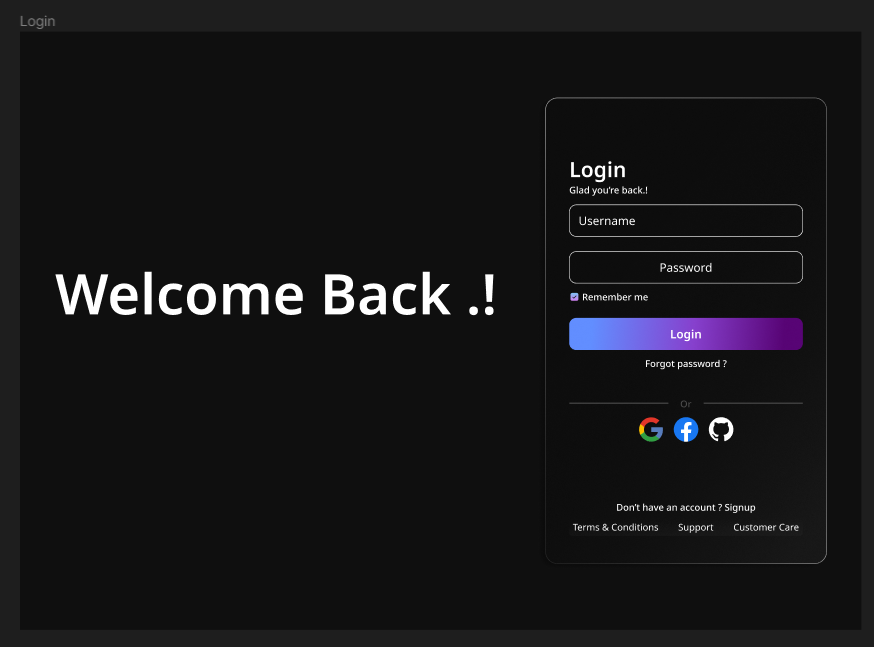 Login
Welcome Back .!
Login
Glad you're back.!
Username
Password
Remember me
Login
Forgot password ?
Or
Don't have an account ? Signup
Terms & Conditions Support Customer Care